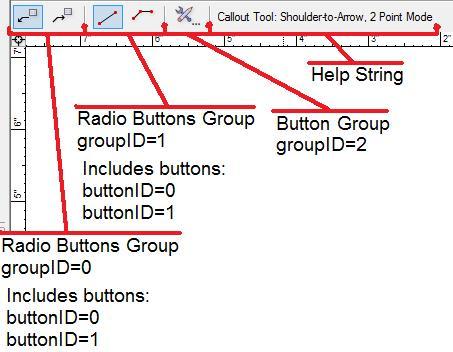 Callout Tool: Shoulder-to-Arrow, 2 Point Mode
7 6 5 4 3 2"
7"
6"
5"
Help String
Radio Buttons Group
groupID=1
Includes buttons:
buttonID=0
buttonID=1
Button Group
groupID=2
Radio Buttons Group
groupID=0
Includes buttons:
buttonID=0
buttonID=1